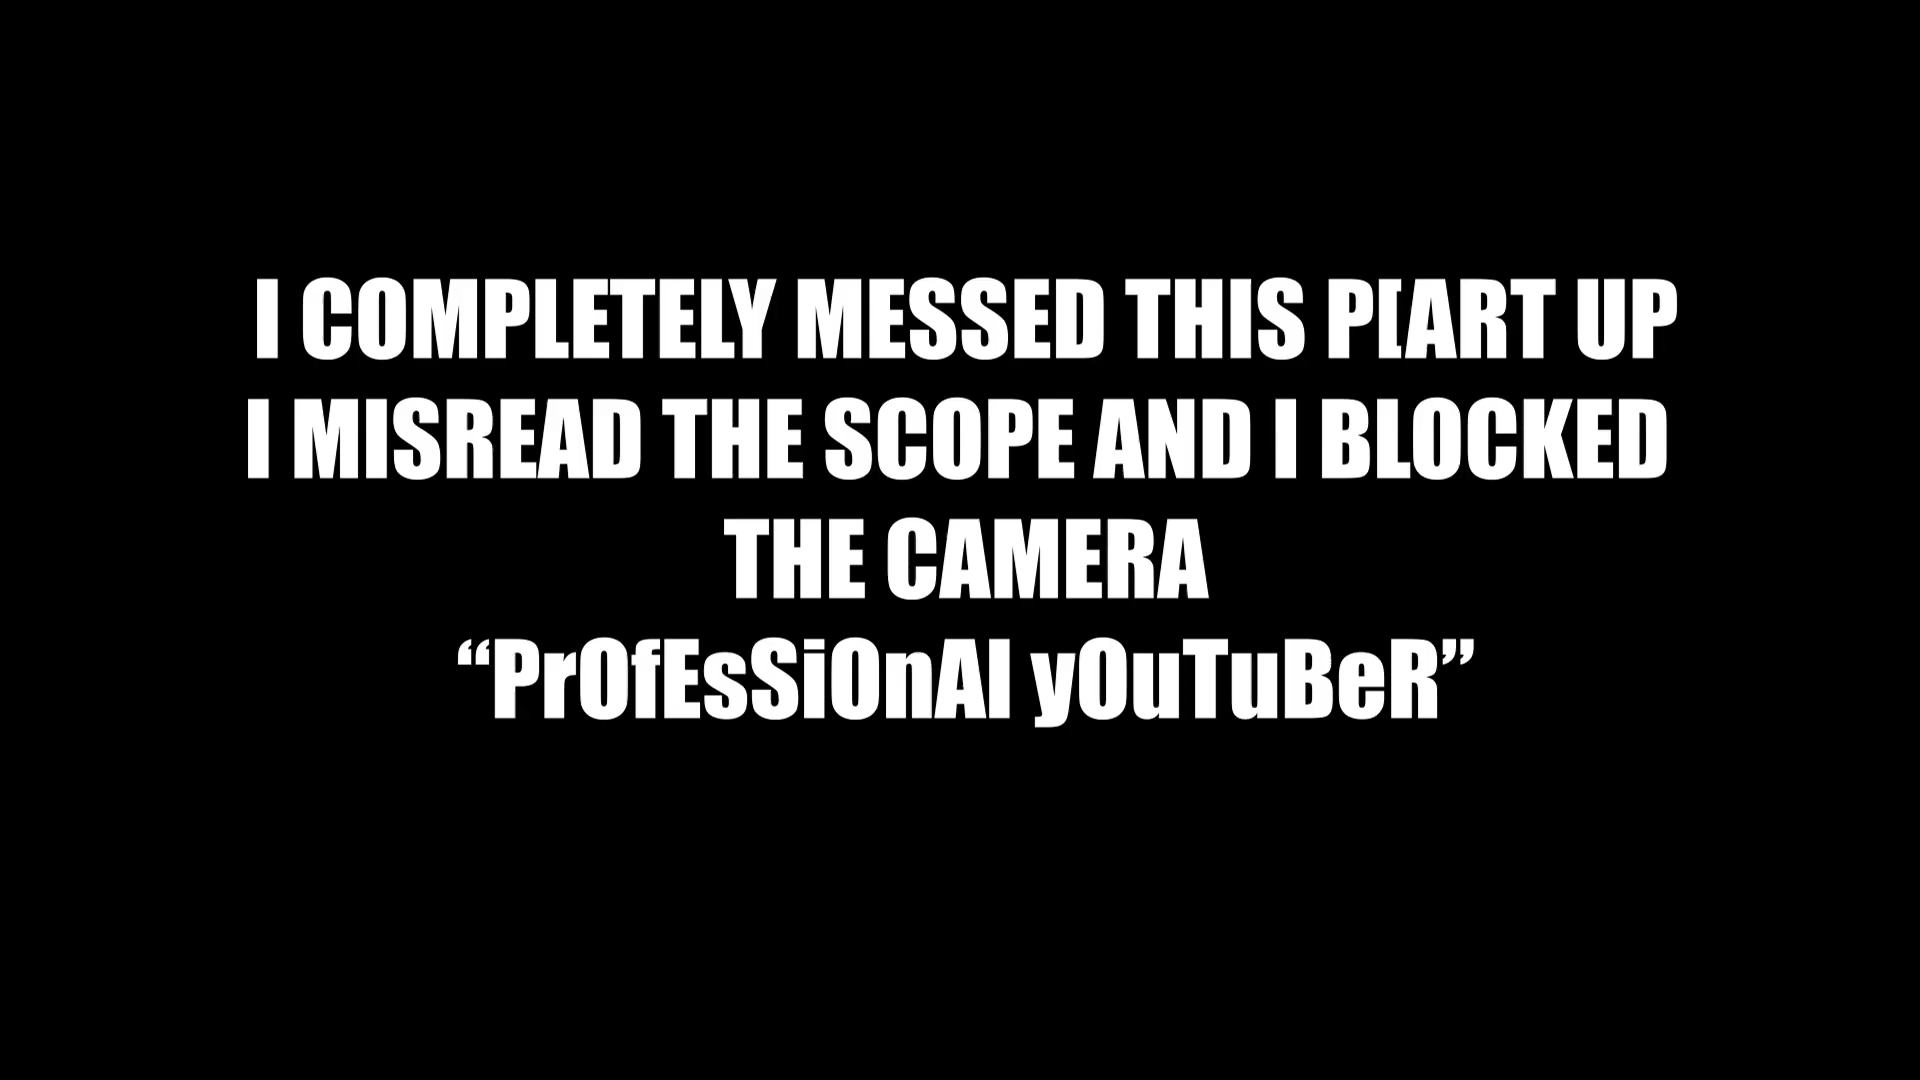 I COMPLETELY MESSED THIS P[ART UP
I MISREAD THE SCOPE AND I BLOCKED
THE CAMERA
“PrOfEsSiOnAl yOuTuBeR”